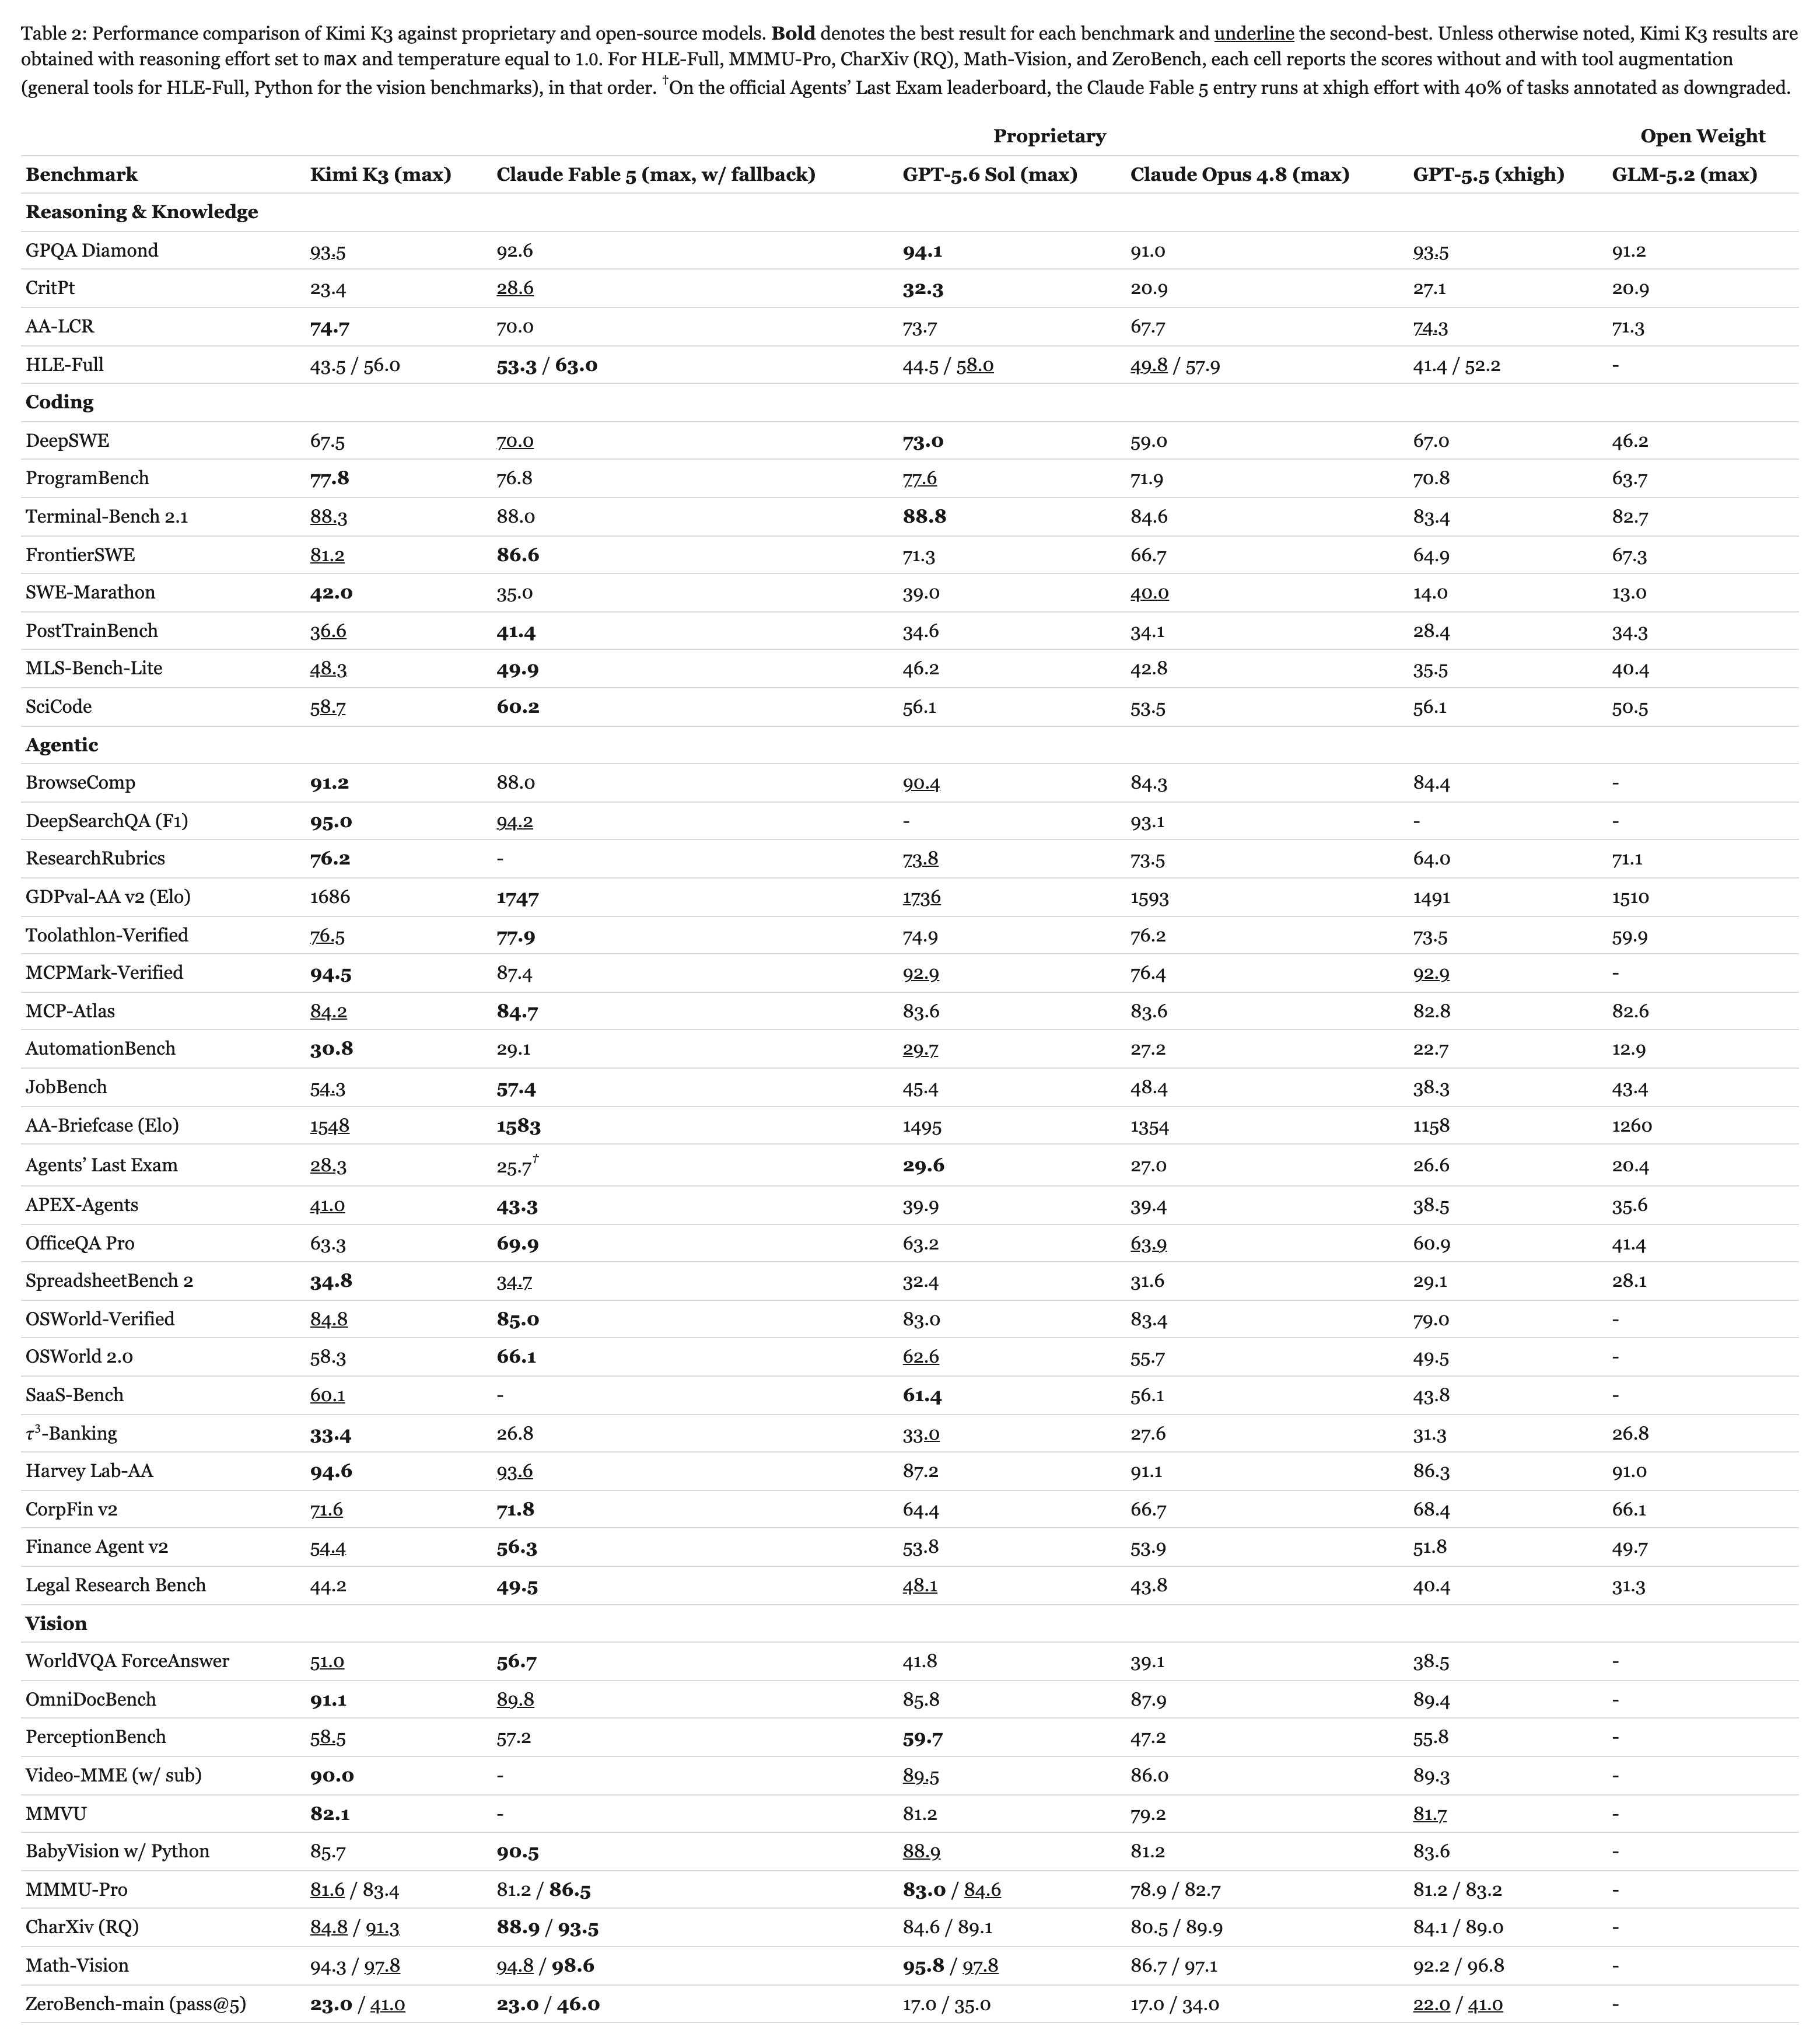 Table 2: Performance comparison of Kimi K3 against proprietary and open-source models. Bold denotes the best result for each benchmark and underline the second-best. Unless otherwise noted, Kimi K3 results are
obtained with reasoning effort set to max and temperature equal to 1.0. For HLE-Full, MMMU-Pro, CharXiv (RQ), Math-Vision, and ZeroBench, each cell reports the scores without and with tool augmentation
(general tools for HLE-Full, Python for the vision benchmarks), in that order. †On the official Agents’ Last Exam leaderboard, the Claude Fable 5 entry runs at xhigh effort with 40% of tasks annotated as downgraded.
Proprietary Open Weight
Benchmark Kimi K3 (max) Claude Fable 5 (max, w/ fallback) GPT-5.6 Sol (max) Claude Opus 4.8 (max) GPT-5.5 (xhigh) GLM-5.2 (max)
Reasoning & Knowledge
GPQA Diamond 93.5 92.6 94.1 91.0 93.5 91.2
CritPt 23.4 28.6 32.3 20.9 27.1 20.9
AA-LCR 74.7 70.0 73.7 67.7 74.3 71.3
HLE-Full 43.5 / 56.0 53.3 / 63.0 44.5 / 58.0 49.8 / 57.9 41.4 / 52.2 -
Coding
DeepSWE 67.5 70.0 73.0 59.0 67.0 46.2
ProgramBench 77.8 76.8 77.6 71.9 70.8 63.7
Terminal-Bench 2.1 88.3 88.0 88.8 84.6 83.4 82.7
FrontierSWE 81.2 86.6 71.3 66.7 64.9 67.3
SWE-Marathon 42.0 35.0 39.0 40.0 14.0 13.0
PostTrainBench 36.6 41.4 34.6 34.1 28.4 34.3
MLS-Bench-Lite 48.3 49.9 46.2 42.8 35.5 40.4
SciCode 58.7 60.2 56.1 53.5 56.1 50.5
Agentic
BrowseComp 91.2 88.0 90.4 84.3 84.4 -
DeepSearchQA (F1) 95.0 94.2 - 93.1 - -
ResearchRubrics 76.2 - 73.8 73.5 64.0 71.1
GDPval-AA v2 (Elo) 1686 1747 1736 1593 1491 1510
Toolathlon-Verified 76.5 77.9 74.9 76.2 73.5 59.9
MCPMark-Verified 94.5 87.4 92.9 76.4 92.9 -
MCP-Atlas 84.2 84.7 83.6 83.6 82.8 82.6
AutomationBench 30.8 29.1 29.7 27.2 22.7 12.9
JobBench 54.3 57.4 45.4 48.4 38.3 43.4
AA-Briefcase (Elo) 1548 1583 1495 1354 1158 1260
Agents’ Last Exam 28.3 25.7† 29.6 27.0 26.6 20.4
APEX-Agents 41.0 43.3 39.9 39.4 38.5 35.6
OfficeQA Pro 63.3 69.9 63.2 63.9 60.9 41.4
SpreadsheetBench 2 34.8 34.7 32.4 31.6 29.1 28.1
OSWorld-Verified 84.8 85.0 83.0 83.4 79.0 -
OSWorld 2.0 58.3 66.1 62.6 55.7 49.5 -
SaaS-Bench 60.1 - 61.4 56.1 43.8 -
τ³-Banking 33.4 26.8 33.0 27.6 31.3 26.8
Harvey Lab-AA 94.6 93.6 87.2 91.1 86.3 91.0
CorpFin v2 71.6 71.8 64.4 66.7 68.4 66.1
Finance Agent v2 54.4 56.3 53.8 53.9 51.8 49.7
Legal Research Bench 44.2 49.5 48.1 43.8 40.4 31.3
Vision
WorldVQA ForceAnswer 51.0 56.7 41.8 39.1 38.5 -
OmniDocBench 91.1 89.8 85.8 87.9 89.4 -
PerceptionBench 58.5 57.2 59.7 47.2 55.8 -
Video-MME (w/ sub) 90.0 - 89.5 86.0 89.3 -
MMVU 82.1 - 81.2 79.2 81.7 -
BabyVision w/ Python 85.7 90.5 88.9 81.2 83.6 -
MMMU-Pro 81.6 / 83.4 81.2 / 86.5 83.0 / 84.6 78.9 / 82.7 81.2 / 83.2 -
CharXiv (RQ) 84.8 / 91.3 88.9 / 93.5 84.6 / 89.1 80.5 / 89.9 84.1 / 89.0 -
Math-Vision 94.3 / 97.8 94.8 / 98.6 95.8 / 97.8 86.7 / 97.1 92.2 / 96.8 -
ZeroBench-main (pass@5) 23.0 / 41.0 23.0 / 46.0 17.0 / 35.0 17.0 / 34.0 22.0 / 41.0 -